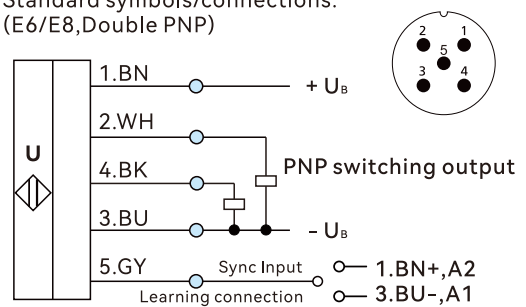 Standard symbols/connections:
(E6/E8,Double PNP)
2 1
5
3 4
1.BN
+ UB
2.WH
U
PNP switching output
4.BK
3.BU
- UB
5.GY
Sync Input
1.BN+,A2
Learning connection
3.BU-,A1